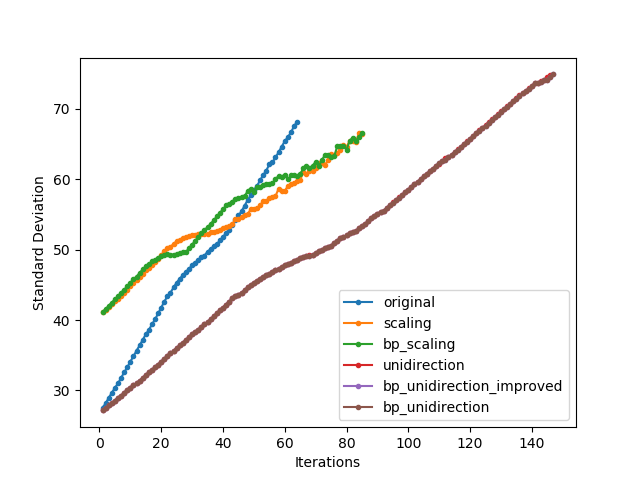 70
60
50
40
30
Standard Deviation
0 20 40 60 80 100 120 140
Iterations
original
scaling
bp_scaling
unidirection
bp_unidirection_improved
bp_unidirection